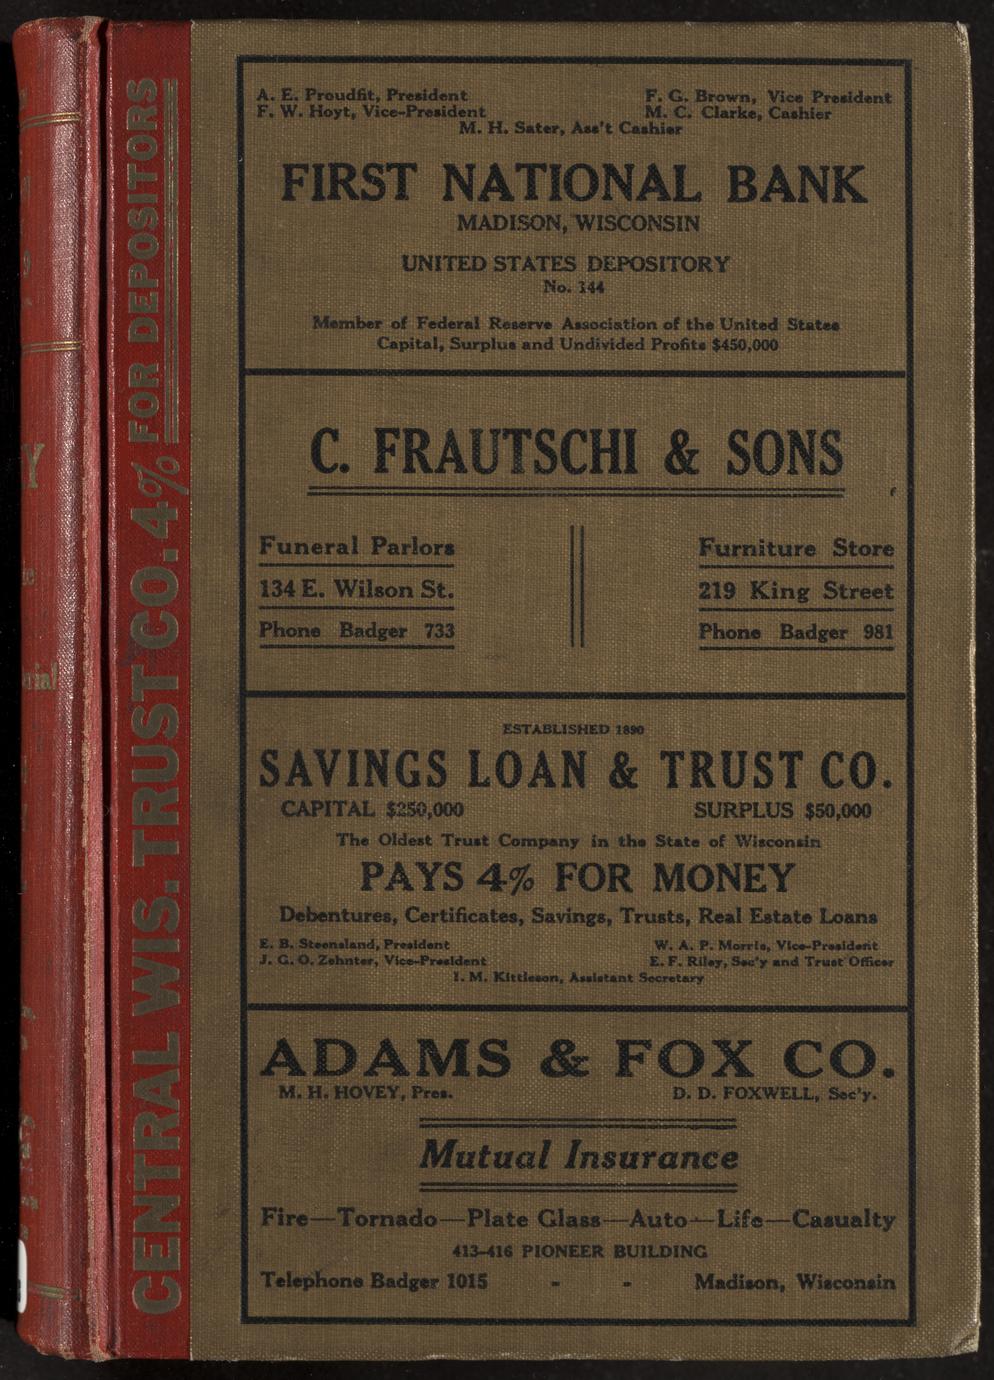 CENTRAL WIS. TRUST CO. 4% FOR DEPOSITORS
A. E. Proudfit, President F. G. Brown, Vice President
F. W. Hoyt, Vice-President M. C. Clarke, Cashier
M. H. Sater, Ass't Cashier
FIRST NATIONAL BANK
MADISON, WISCONSIN
UNITED STATES DEPOSITORY
No. 144
Member of Federal Reserve Association of the United States
Capital, Surplus and Undivided Profits $450,000
C. FRAUTSCHI & SONS
Funeral Parlors Furniture Store
134 E. Wilson St. 219 King Street
Phone Badger 733 Phone Badger 981
ESTABLISHED 1890
SAVINGS LOAN & TRUST CO.
CAPITAL $250,000 SURPLUS $50,000
The Oldest Trust Company in the State of Wisconsin
PAYS 4% FOR MONEY
Debentures, Certificates, Savings, Trusts, Real Estate Loans
E. B. Steensland, President W. A. P. Morris, Vice-President
J. G. O. Zehnter, Vice-President E. F. Riley, Sec'y and Trust Officer
I. M. Kittleson, Assistant Secretary
ADAMS & FOX CO.
M. H. HOVEY, Pres. D. D. FOXWELL, Sec'y.
Mutual Insurance
Fire—Tornado—Plate Glass—Auto—Life—Casualty
413-416 PIONEER BUILDING
Telephone Badger 1015 - - Madison, Wisconsin